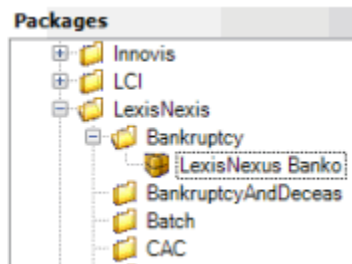 Packages
Innovis
LCI
LexisNexis
Bankruptcy
LexisNexus Banko
BankruptcyAndDeceas
Batch
CAC